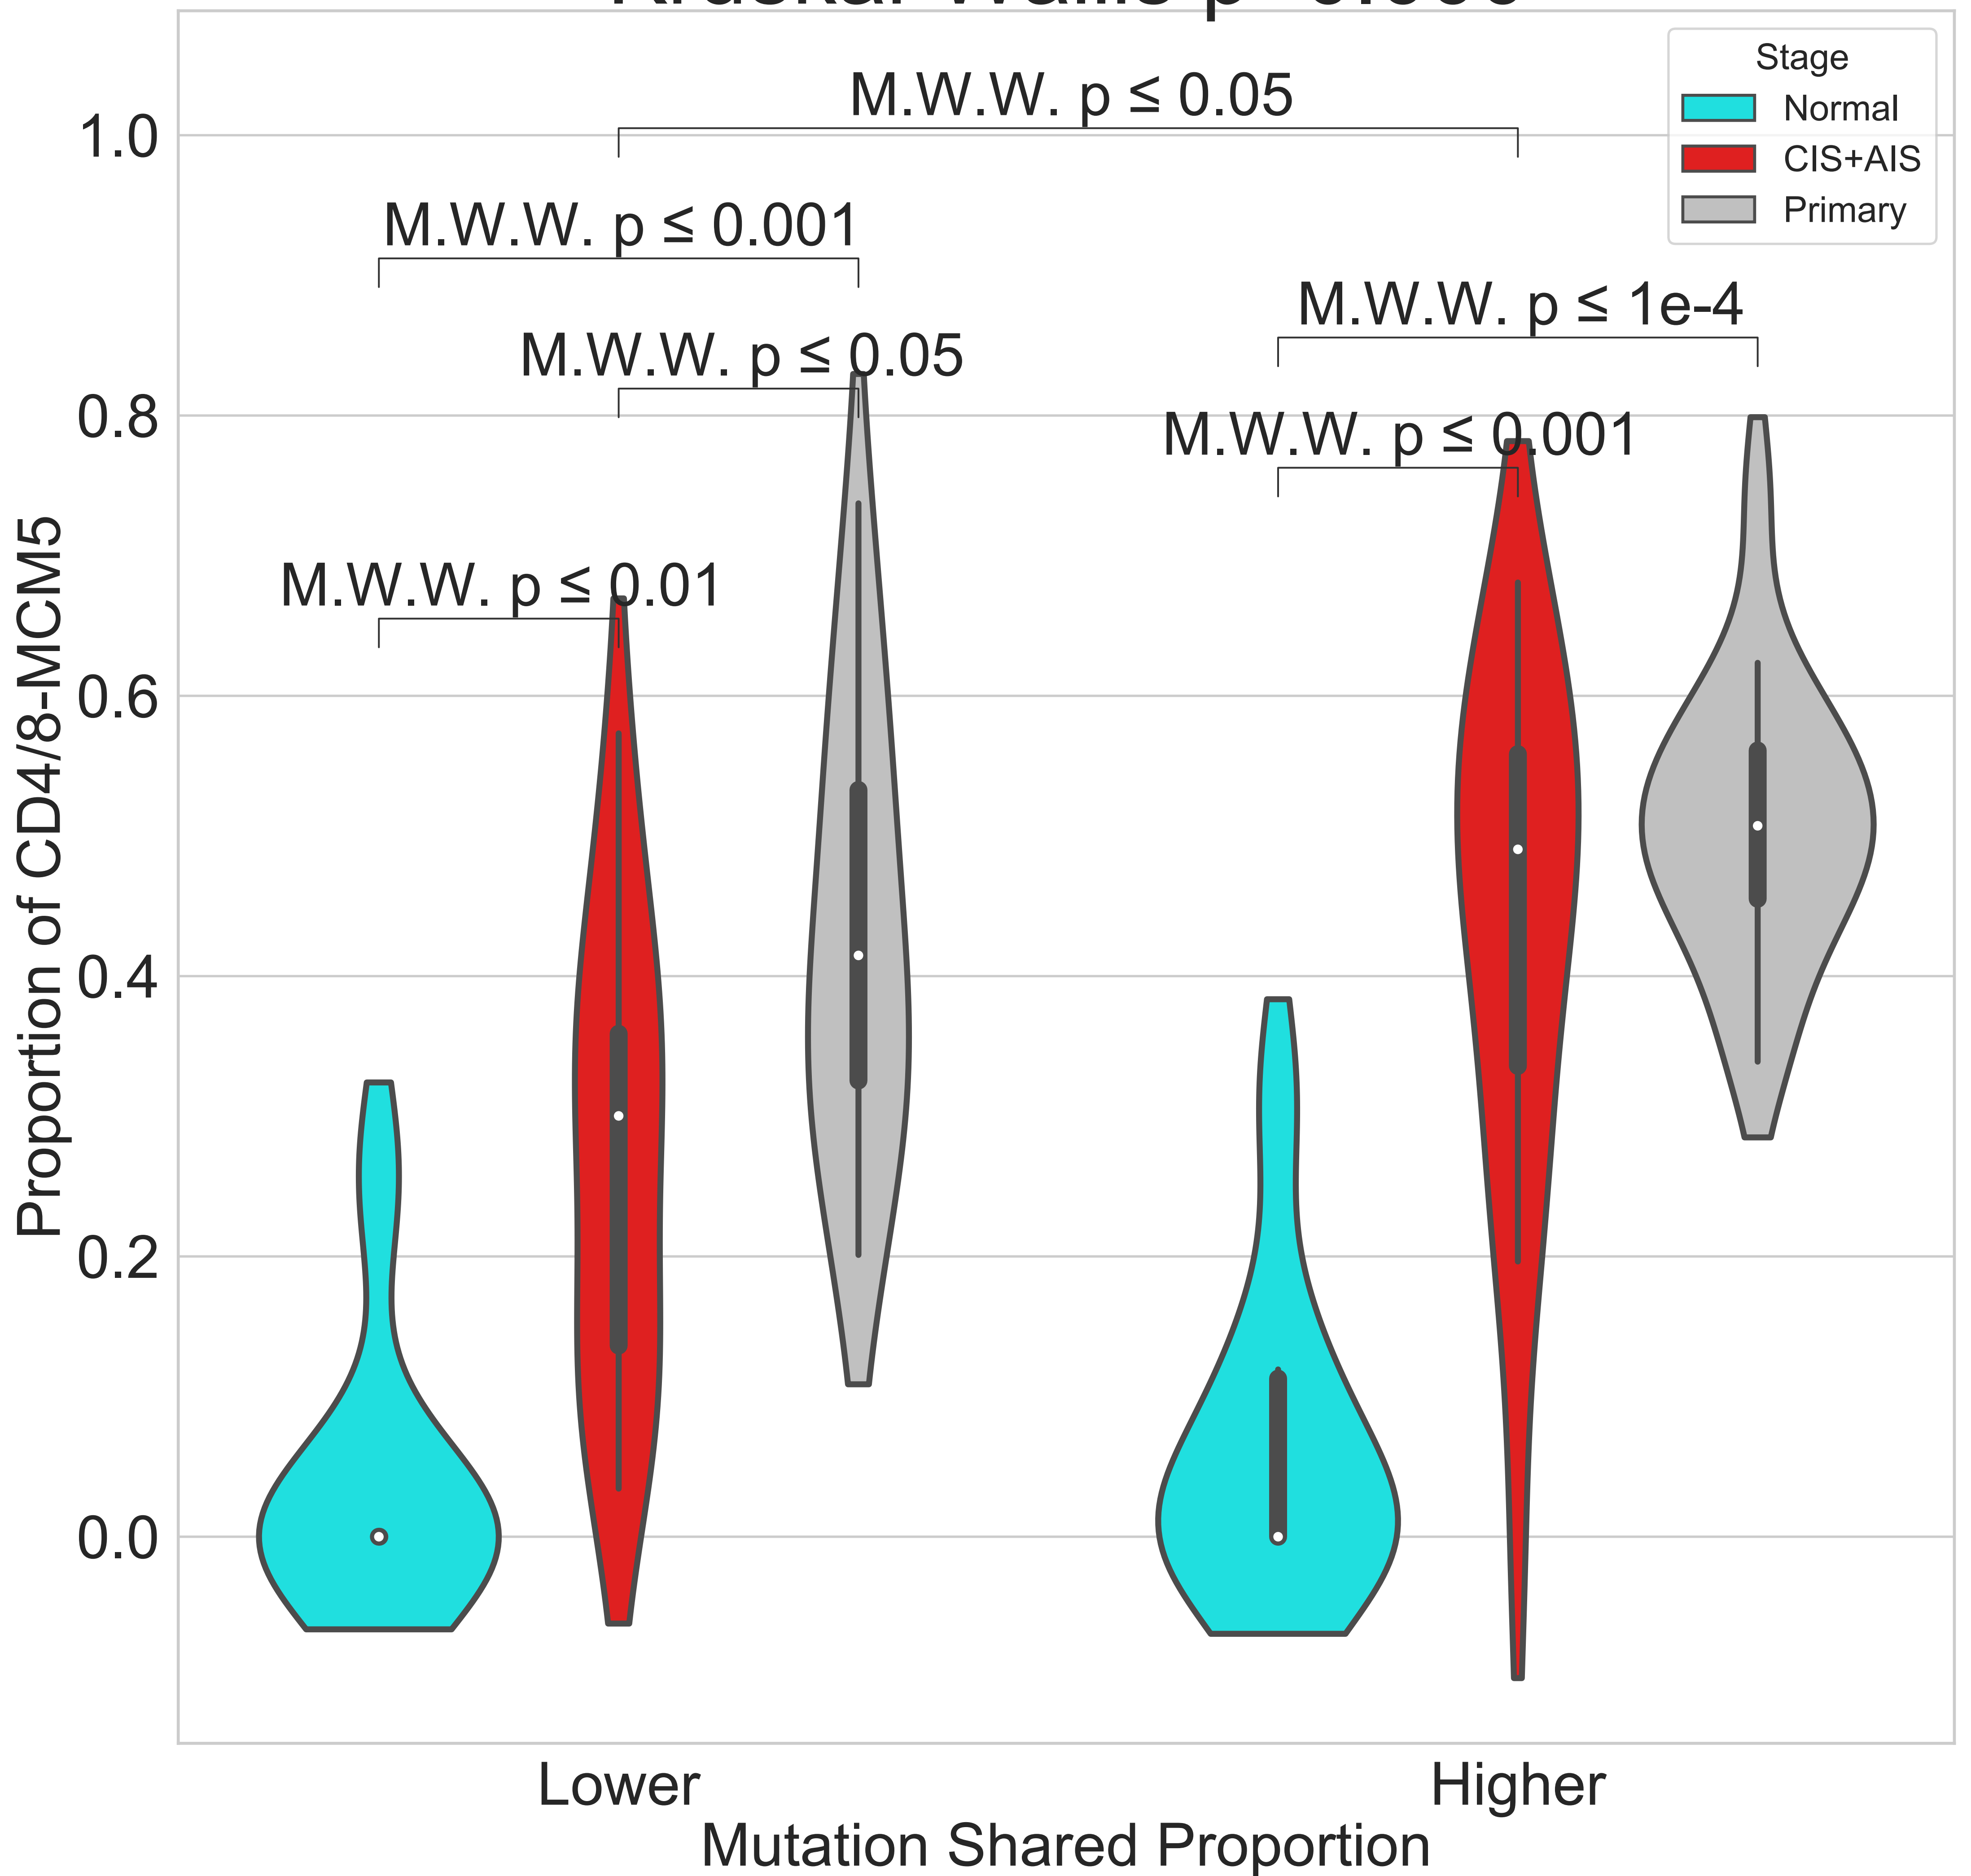 Stage
Normal
CIS+AIS
Primary
M.W.W. p ≤ 0.05
M.W.W. p ≤ 0.001
M.W.W. p ≤ 1e-4
M.W.W. p ≤ 0.05
M.W.W. p ≤ 0.001
M.W.W. p ≤ 0.01
1.0
0.8
0.6
0.4
0.2
0.0
Proportion of CD4/8-MCM5
Lower
Higher
Mutation Shared Proportion